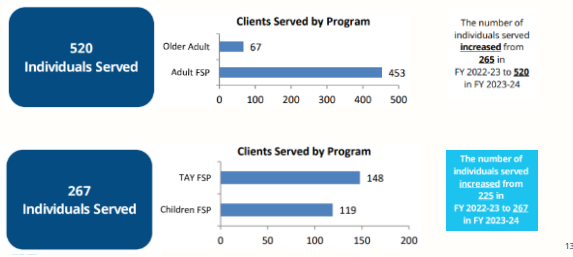 520
Individuals Served
Clients Served by Program
Older Adult 67
Adult FSP 453
0 100 200 300 400 500
The number of
individuals served
increased from
265 in
FY 2022-23 to 520
in FY 2023-24
267
Individuals Served
Clients Served by Program
TAY FSP 148
Children FSP 119
0 50 100 150 200
The number of
individuals served
increased from
225 in
FY 2022-23 to 267
in FY 2023-24
13